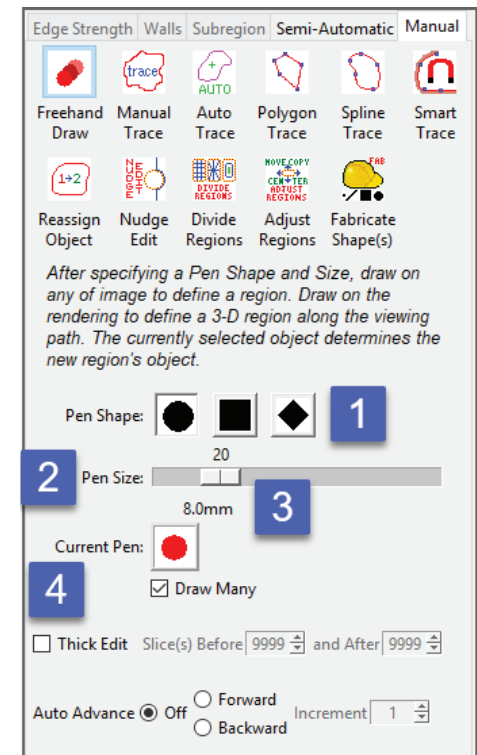 Edge Strength Walls Subregion Semi-Automatic Manual
trace AUTO
Freehand Draw Manual Trace Auto Trace Polygon Trace Spline Trace Smart Trace
1→2 NUDGE EDIT DIVIDE REGIONS MOVE,COPY CENTER ADJUST REGIONS FAB
Reassign Object Nudge Edit Divide Regions Adjust Regions Fabricate Shape(s)
After specifying a Pen Shape and Size, draw on
any of image to define a region. Draw on the
rendering to define a 3-D region along the viewing
path. The currently selected object determines the
new region's object.
Pen Shape: 1
20
2 Pen Size:
8.0mm 3
Current Pen:
4 Draw Many
Thick Edit Slice(s) Before 9999 and After 9999
Auto Advance Off Forward Backward Increment 1